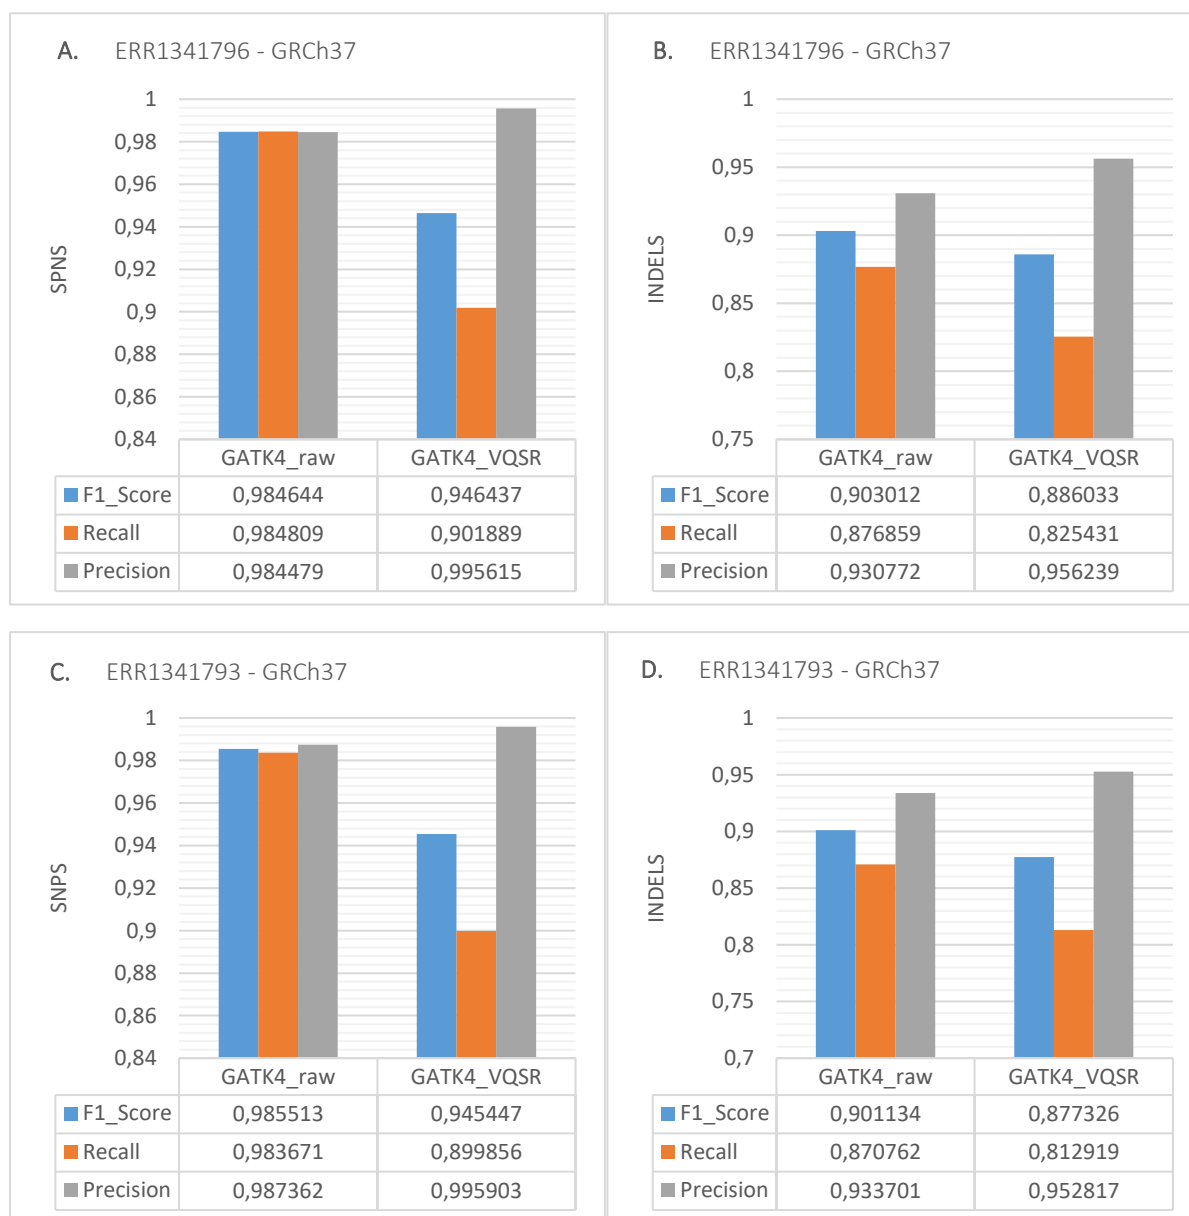 A. ERR1341796 - GRCh37
SPNS
1
0,98
0,96
0,94
0,92
0,9
0,88
0,86
0,84
GATK4_raw GATK4_VQSR
F1_Score 0,984644 0,946437
Recall 0,984809 0,901889
Precision 0,984479 0,995615
B. ERR1341796 - GRCh37
INDELS
1
0,95
0,9
0,85
0,8
0,75
GATK4_raw GATK4_VQSR
F1_Score 0,903012 0,886033
Recall 0,876859 0,825431
Precision 0,930772 0,956239
C. ERR1341793 - GRCh37
SNPS
1
0,98
0,96
0,94
0,92
0,9
0,88
0,86
0,84
GATK4_raw GATK4_VQSR
F1_Score 0,985513 0,945447
Recall 0,983671 0,899856
Precision 0,987362 0,995903
D. ERR1341793 - GRCh37
INDELS
1
0,95
0,9
0,85
0,8
0,75
0,7
GATK4_raw GATK4_VQSR
F1_Score 0,901134 0,877326
Recall 0,870762 0,812919
Precision 0,933701 0,952817